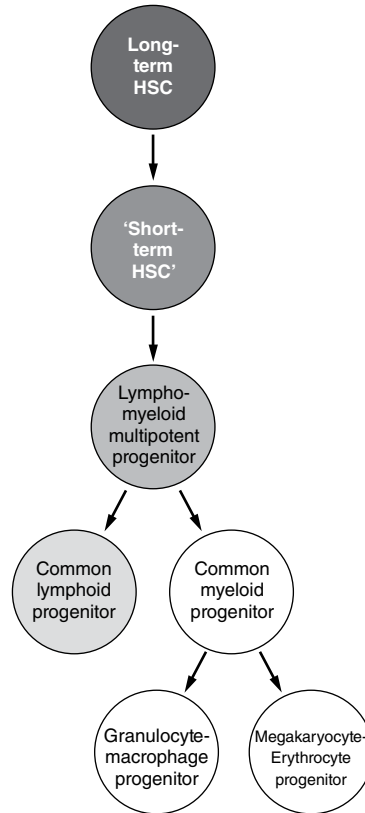 Long-
term
HSC
‘Short-
term
HSC’
Lympho-
myeloid
multipotent
progenitor
Common
lymphoid
progenitor
Common
myeloid
progenitor
Granulocyte-
macrophage
progenitor
Megakaryocyte-
Erythrocyte
progenitor